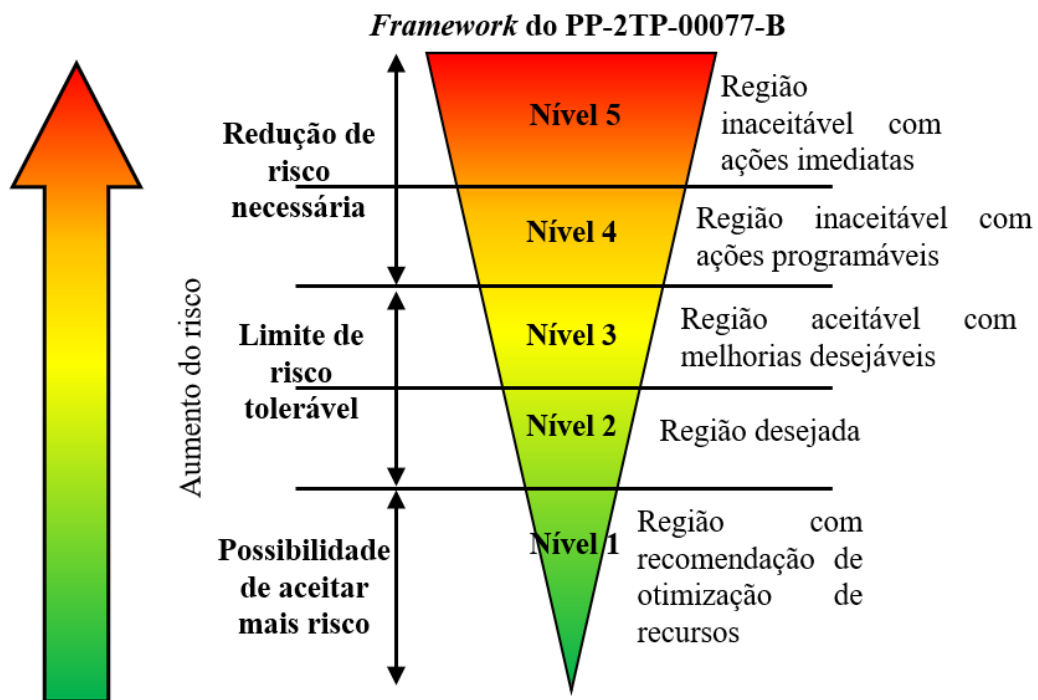 Framework do PP-2TP-00077-B
Aumento do risco
Redução de
risco
necessária
Nível 5
Região
inaceitável com
ações imediatas
Nível 4
Região inaceitável com
ações programáveis
Limite de
risco
tolerável
Nível 3
Região aceitável com
melhorias desejáveis
Nível 2
Região desejada
Possibilidade
de aceitar
mais risco
Nível 1
Região com
recomendação de
otimização de
recursos